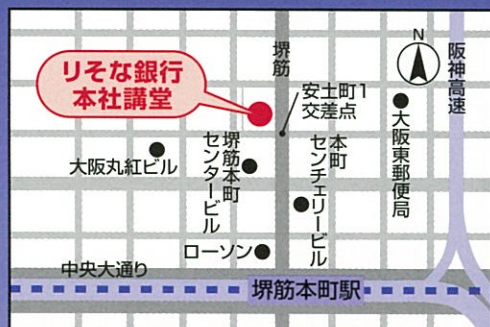 りそな銀行
本社講堂
堺筋
N
阪神高速
安土町1
交差点
大阪東郵便局
大阪丸紅ビル
堺筋本町
センタービル
本町
センチェリービル
ローソン
中央大通り
堺筋本町駅